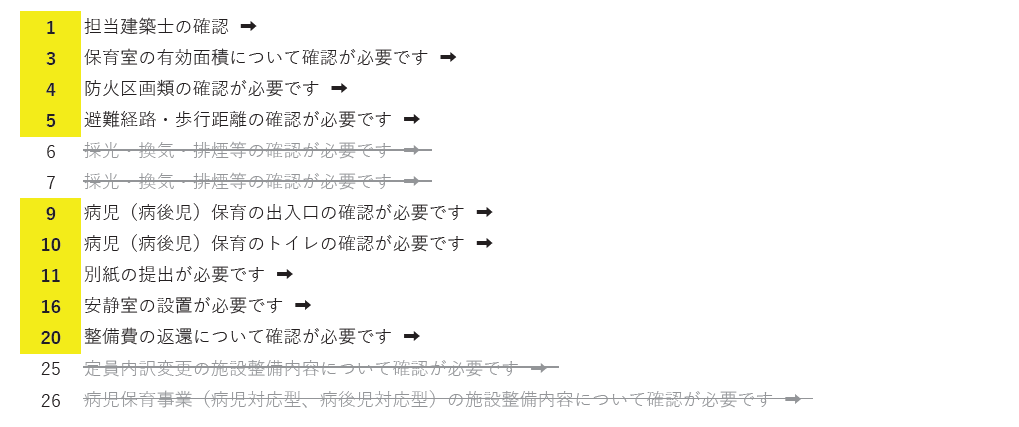 1 担当建築士の確認 ➡
3 保育室の有効面積について確認が必要です ➡
4 防火区画類の確認が必要です ➡
5 避難経路・歩行距離の確認が必要です ➡
6 採光・換気・排煙等の確認が必要です ➡
7 採光・換気・排煙等の確認が必要です ➡
9 病児（病後児）保育の出入口の確認が必要です ➡
10 病児（病後児）保育のトイレの確認が必要です ➡
11 別紙の提出が必要です ➡
16 安静室の設置が必要です ➡
20 整備費の返還について確認が必要です ➡
25 定員内訳変更の施設整備内容について確認が必要です ➡
26 病児保育事業（病児対応型、病後児対応型）の施設整備内容について確認が必要です ➡